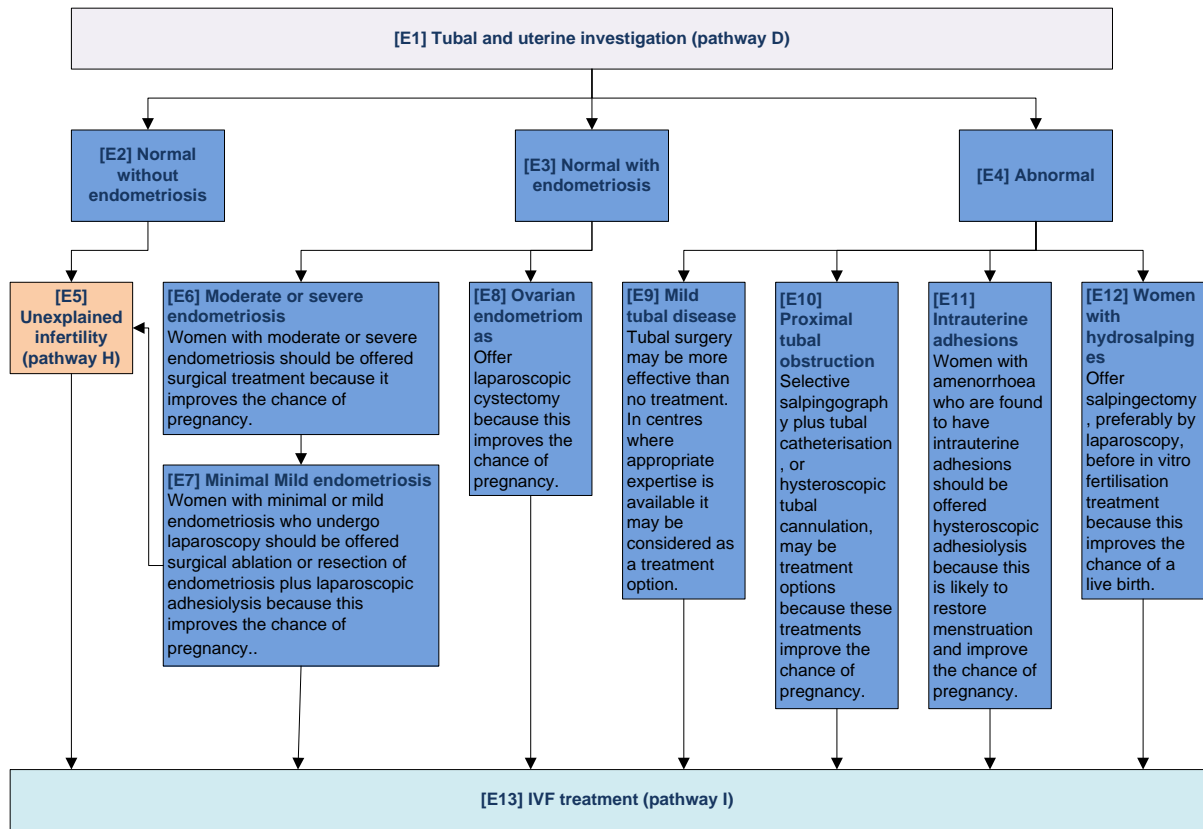 [E1] Tubal and uterine investigation (pathway D)
[E2] Normal
without
endometriosis
[E3] Normal with
endometriosis
[E4] Abnormal
[E5]
Unexplained
infertility
(pathway H)
[E6] Moderate or severe
endometriosis
Women with moderate or severe
endometriosis should be offered
surgical treatment because it
improves the chance of
pregnancy.
[E7] Minimal Mild endometriosis
Women with minimal or mild
endometriosis who undergo
laparoscopy should be offered
surgical ablation or resection of
endometriosis plus laparoscopic
adhesiolysis because this
improves the chance of
pregnancy..
[E8] Ovarian
endometriom
as
Offer
laparoscopic
cystectomy
because this
improves the
chance of
pregnancy.
[E9] Mild
tubal disease
Tubal surgery
may be more
effective than
no treatment.
In centres
where
appropriate
expertise is
available it
may be
considered as
a treatment
option.
[E10]
Proximal
tubal
obstruction
Selective
salpingograph
y plus tubal
catheterisation
, or
hysteroscopic
tubal
cannulation,
may be
treatment
options
because these
treatments
improve the
chance of
pregnancy.
[E11]
Intrauterine
adhesions
Women with
amenorrhoea
who are found
to have
intrauterine
adhesions
should be
offered
hysteroscopic
adhesiolysis
because this
is likely to
restore
menstruation
and improve
the chance of
pregnancy.
[E12] Women
with
hydrosalping
es
Offer
salpingectomy
, preferably by
laparoscopy,
before in vitro
fertilisation
treatment
because this
improves the
chance of a
live birth.
[E13] IVF treatment (pathway I)